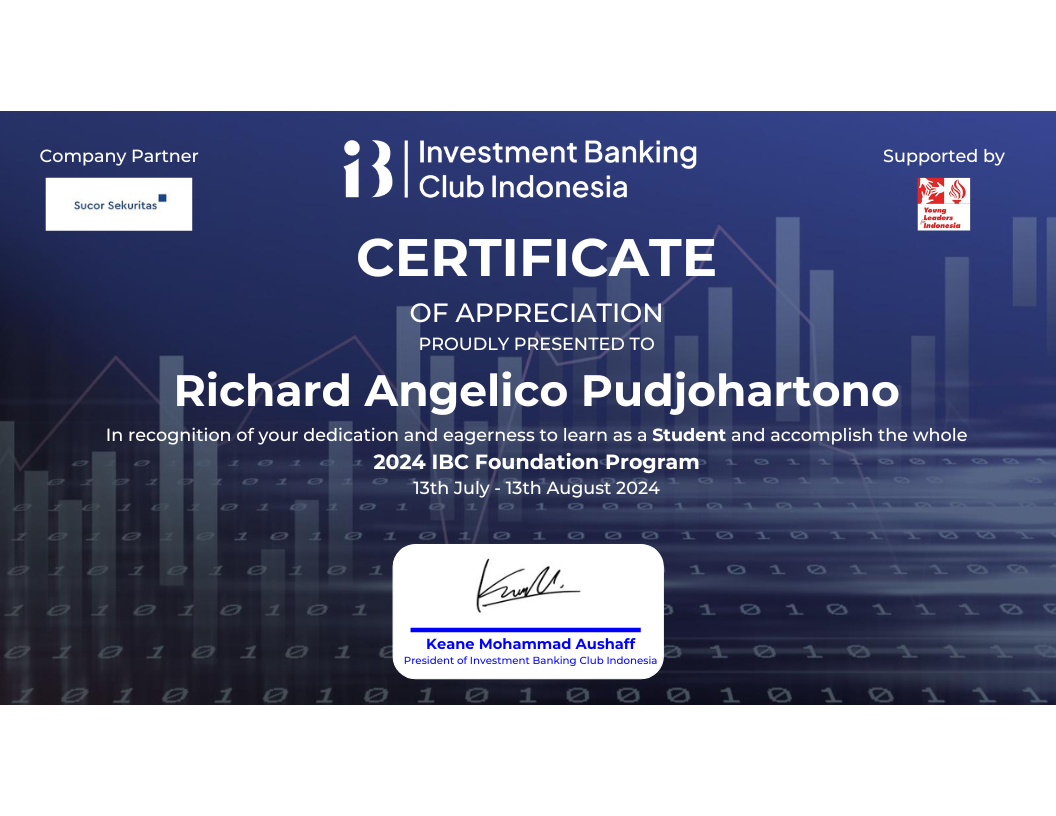 Company Partner
Sucor Sekuritas
iB Investment Banking
Club Indonesia
Supported by
Young
Leaders
for Indonesia
CERTIFICATE
OF APPRECIATION
PROUDLY PRESENTED TO
Richard Angelico Pudjohartono
In recognition of your dedication and eagerness to learn as a Student and accomplish the whole
2024 IBC Foundation Program
13th July - 13th August 2024
Keane Mohammad Aushaff
President of Investment Banking Club Indonesia